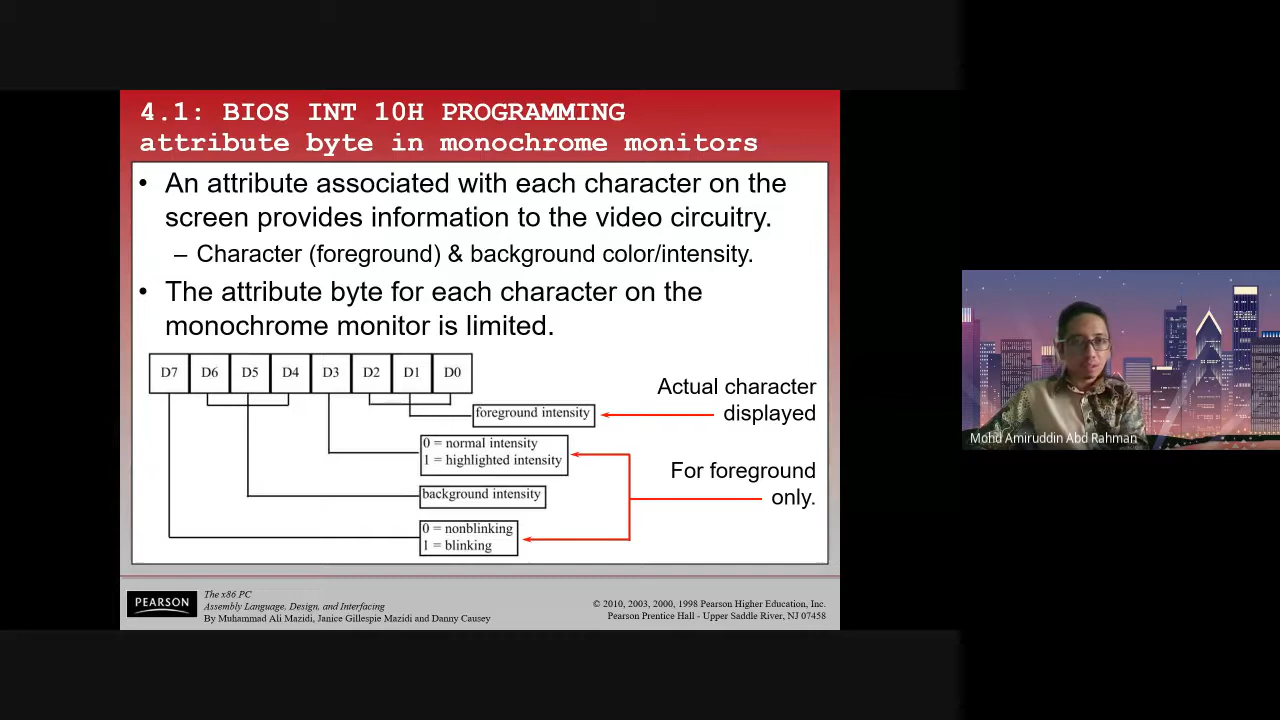 4.1: BIOS INT 10H PROGRAMMING
attribute byte in monochrome monitors
• An attribute associated with each character on the
screen provides information to the video circuitry.
– Character (foreground) & background color/intensity.
• The attribute byte for each character on the
monochrome monitor is limited.
D7 D6 D5 D4 D3 D2 D1 D0
foreground intensity
Actual character
displayed
0 = normal intensity
1 = highlighted intensity
background intensity
0 = nonblinking
1 = blinking
For foreground
only.
PEARSON
The x86 PC
Assembly Language, Design, and Interfacing
By Muhammad Ali Mazidi, Janice Gillespie Mazidi and Danny Causey
© 2010, 2003, 2000, 1998 Pearson Higher Education, Inc.
Pearson Prentice Hall - Upper Saddle River, NJ 07458
Mohd Amiruddin Abd Rahman